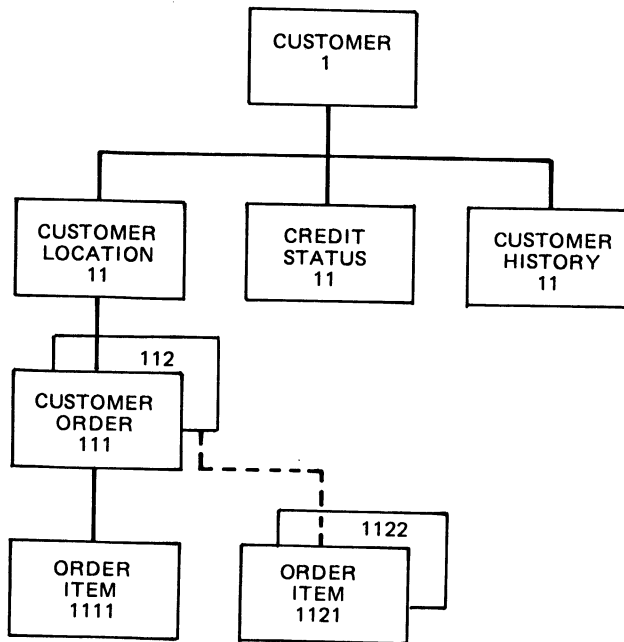 CUSTOMER
1
CUSTOMER
LOCATION
11
CREDIT
STATUS
11
CUSTOMER
HISTORY
11
112
CUSTOMER
ORDER
111
ORDER
ITEM
1111
1122
ORDER
ITEM
1121